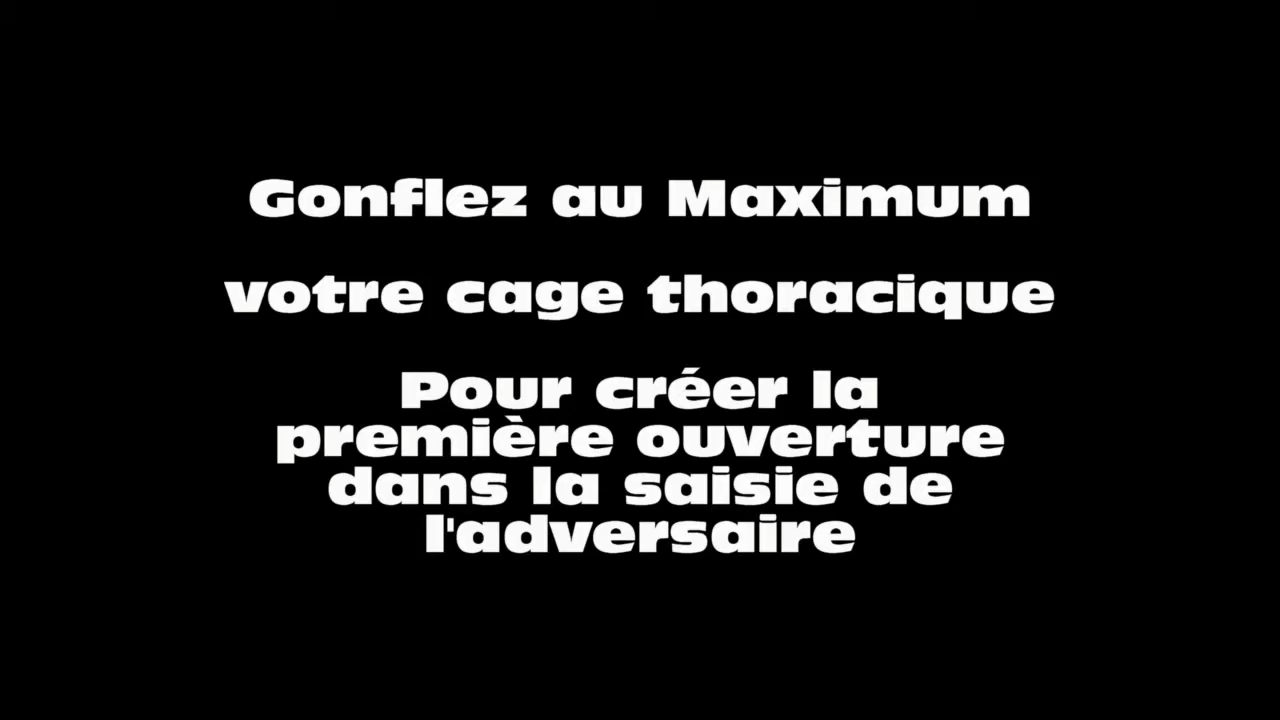 Gonflez au Maximum
votre cage thoracique
Pour créer la
première ouverture
dans la saisie de
l'adversaire